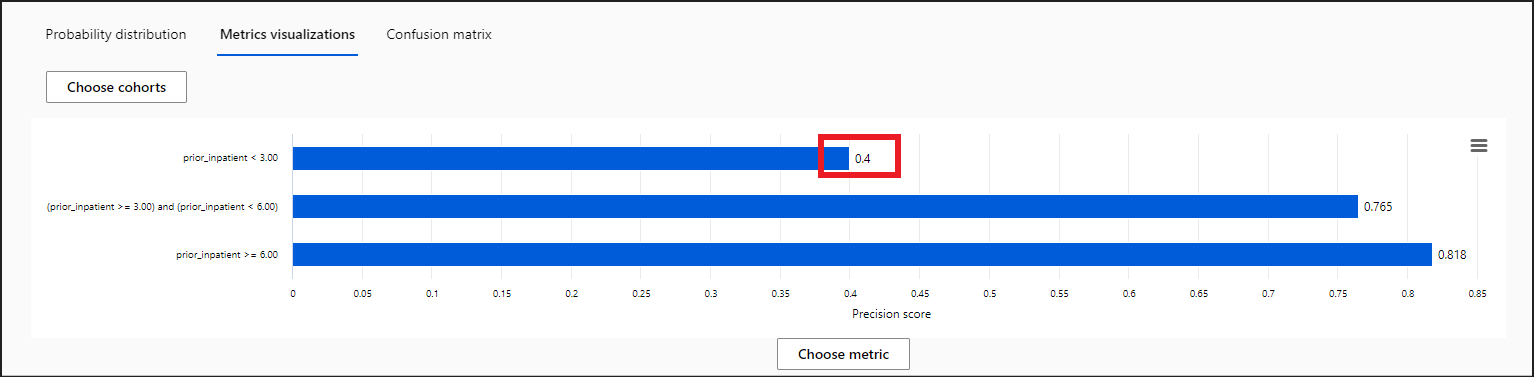 Probability distribution Metrics visualizations Confusion matrix
Choose cohorts
prior_inpatient < 3.00 0.4
(prior_inpatient >= 3.00) and (prior_inpatient < 6.00) 0.765
prior_inpatient >= 6.00 0.818
0 0.05 0.1 0.15 0.2 0.25 0.3 0.35 0.4 0.45 0.5 0.55 0.6 0.65 0.7 0.75 0.8 0.85
Precision score
Choose metric